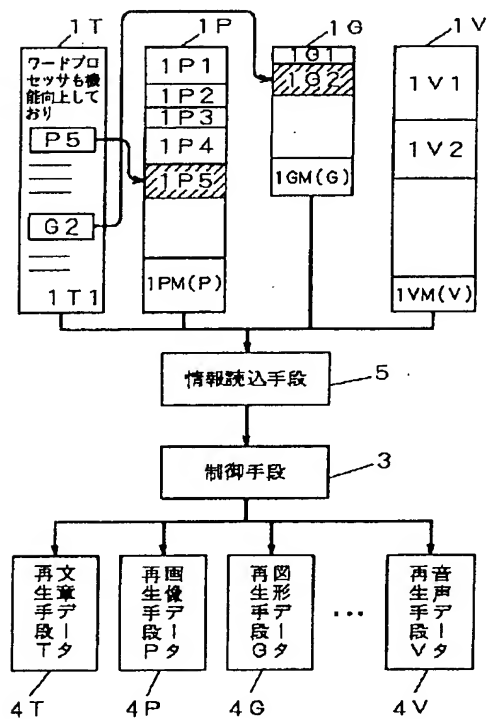 1T
1P
1G
1V
ワードプロ
セッサも機
能向上して
おり
P5
G2
1T1
1P1
1P2
1P3
1P4
1P5
1PM(P)
1G1
1G2
1GM(G)
1V1
1V2
1VM(V)
情報読込手段
5
制御手段
3
文章データ
再生手段T
画像データ
再生手段P
図形データ
再生手段G
...
音声データ
再生手段V
4T
4P
4G
4V